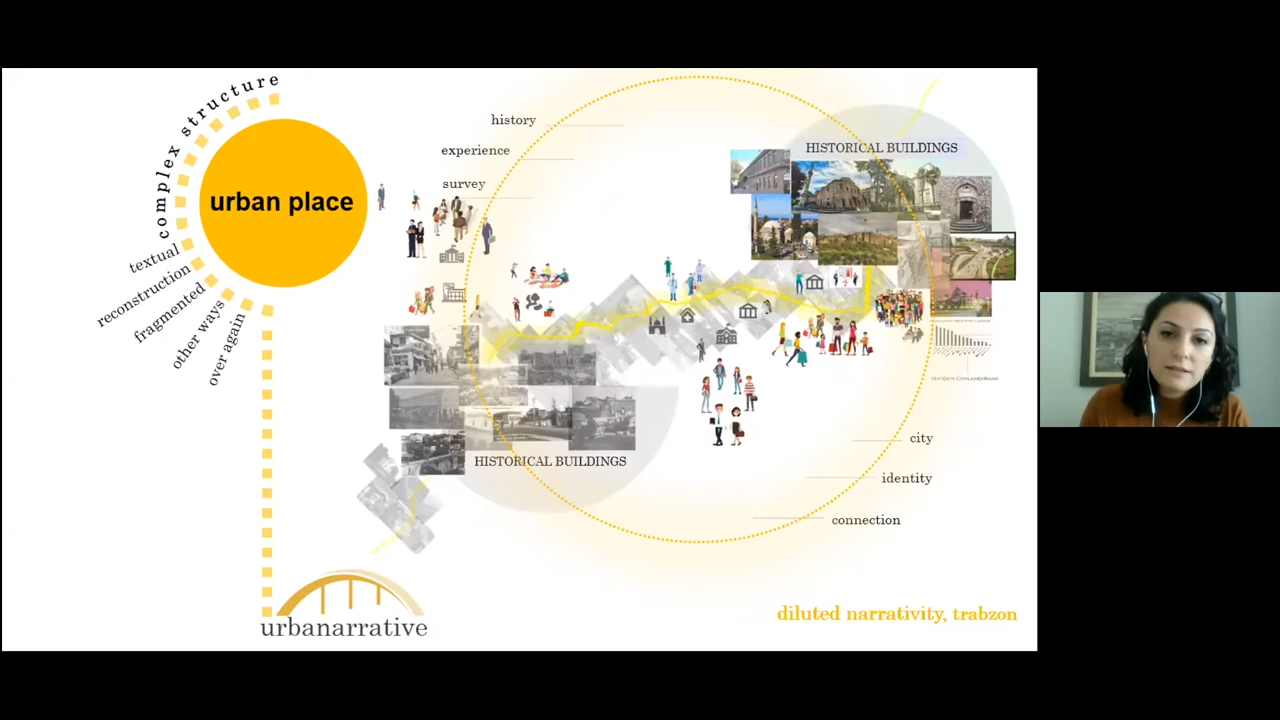 complex structure
urban place
textual
reconstruction
fragmented
other ways
over again
history
experience
survey
HISTORICAL BUILDINGS
HISTORICAL BUILDINGS
city
identity
connection
urbanarrative
diluted narrativity, trabzon